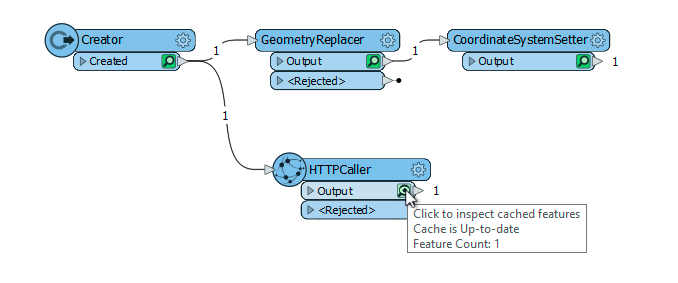 Creator
Created
1
GeometryReplacer
Output
<Rejected>
1
CoordinateSystemSetter
Output
1
1
HTTPCaller
Output
1
<Rejected>
Click to inspect cached features
Cache is Up-to-date
Feature Count: 1